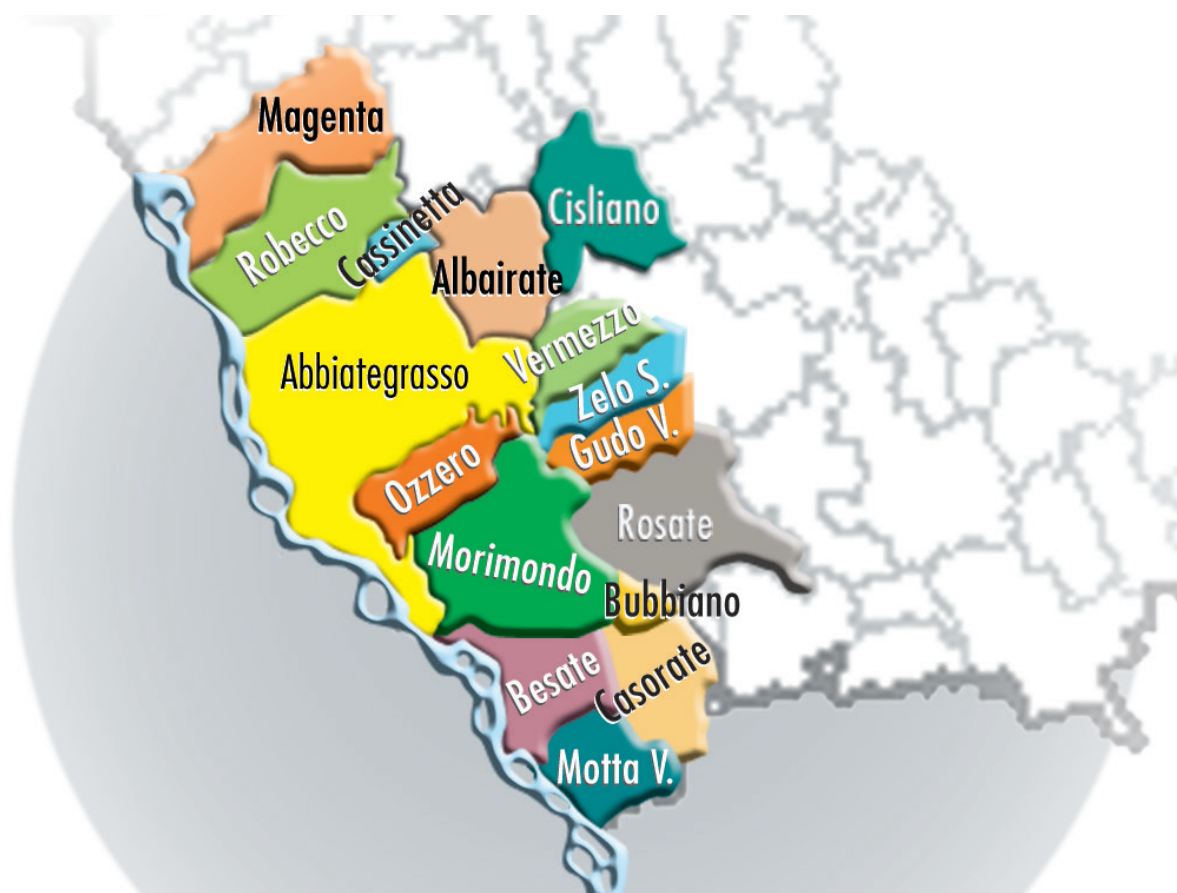 Magenta
Cisliano
Robecco
Cassinetta
Albairate
Vermezzo
Abbiategrasso
Zelo S.
Gudo V.
Ozzero
Rosate
Morimondo
Bubbiano
Besate
Casorate
Motta V.